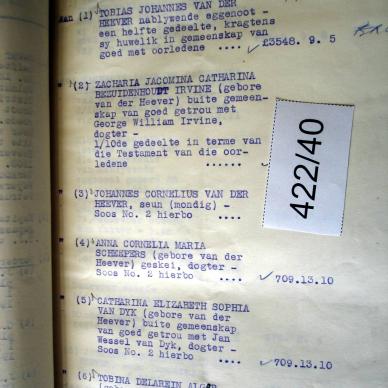 Aan (1) TOBIAS JOHANNES VAN DER
HEEVER nablywende eggenoot -
een helfte gedeelte, kragtens
sy huwelik in gemeenskap van
goed met oorledene .... £3548. 9. 5
" (2) ZACHARIA JACOMINA CATHARINA
BEZUIDENHOUDT IRVINE (gebore
van der Heever) buite gemeen-
skap van goed getrou met
George William Irvine,
dogter -
1/10de gedeelte in terme van
die Testament van die oor-
ledene ......
422/40
" (3) JOHANNES CORNELIUS VAN DER
HEEVER, seun (mondig) -
Soos No. 2 hierbo ....
" (4) ANNA CORNELIA MARIA
SCHEEPERS (gebore van der
Heever) geskei, dogter -
Soos No. 2 hierbo .... 709.13.10
" (5) CATHARINA ELIZABETH SOPHIA
VAN DYK (gebore van der
Heever) buite gemeenskap
van goed getrou met Jan
Wessel van Dyk, dogter -
Soos No. 2 hierbo .... 709.13.10
" (6) TOBINA DELAREIN